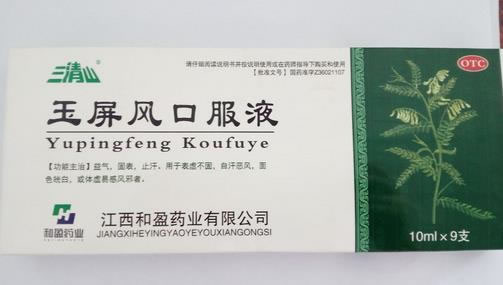 三清山®
请仔细阅读说明书并按说明使用或在药师指导下购买和使用
【批准文号】国药准字Z36021107
OTC
玉屏风口服液
Yupingfeng Koufuye
【功能主治】益气，固表，止汗。用于表虚不固，自汗恶风，面
色㿠白，或体虚易感风邪者。
和盈药业
江西和盈药业有限公司
JIANGXIHEYINGYAOYEYOUXIANGONGSI
10ml×9支